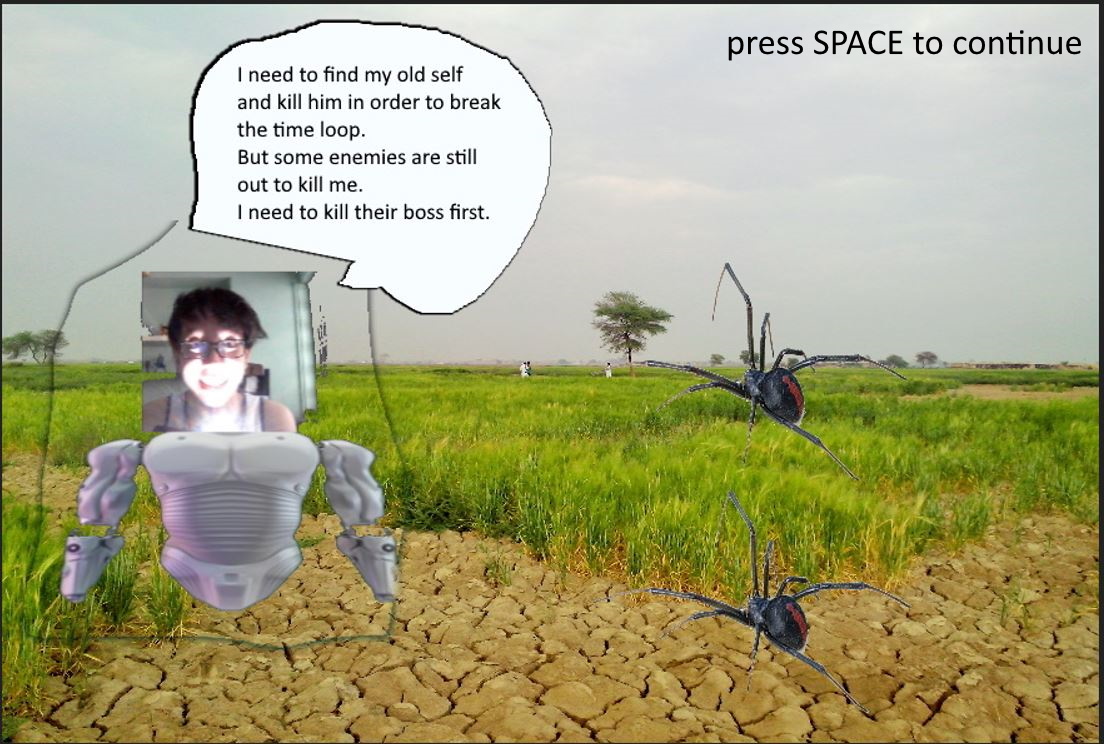 press SPACE to continue
I need to find my old self
and kill him in order to break
the time loop.
But some enemies are still
out to kill me.
I need to kill their boss first.